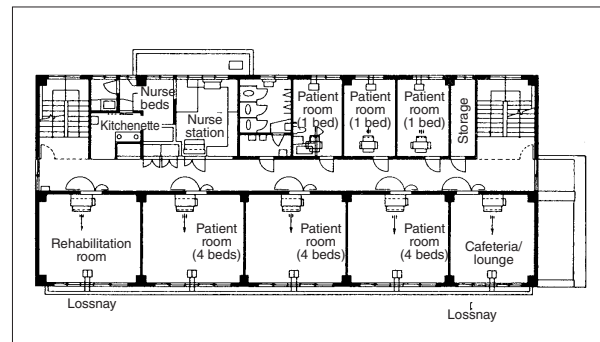 Nurse
beds
Kitchenette
Nurse
station
Patient
room
(1 bed)
Patient
room
(1 bed)
Patient
room
(1 bed)
Storage
Rehabilitation
room
Patient
room
(4 beds)
Patient
room
(4 beds)
Patient
room
(4 beds)
Cafeteria/
lounge
Lossnay
Lossnay